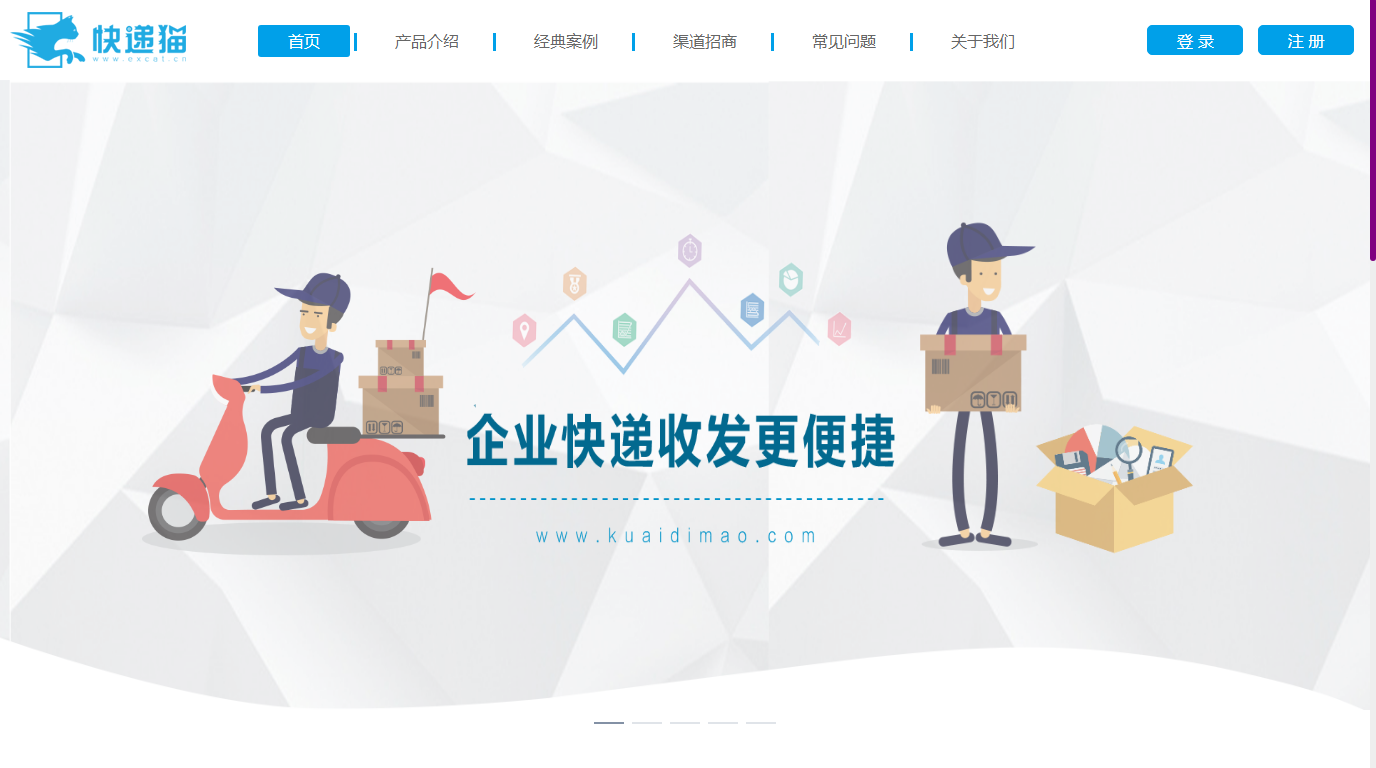 快递猫
www.excat.cn
首页
产品介绍
经典案例
渠道招商
常见问题
关于我们
登 录
注 册
企业快递收发更便捷
www.kuaidimao.com